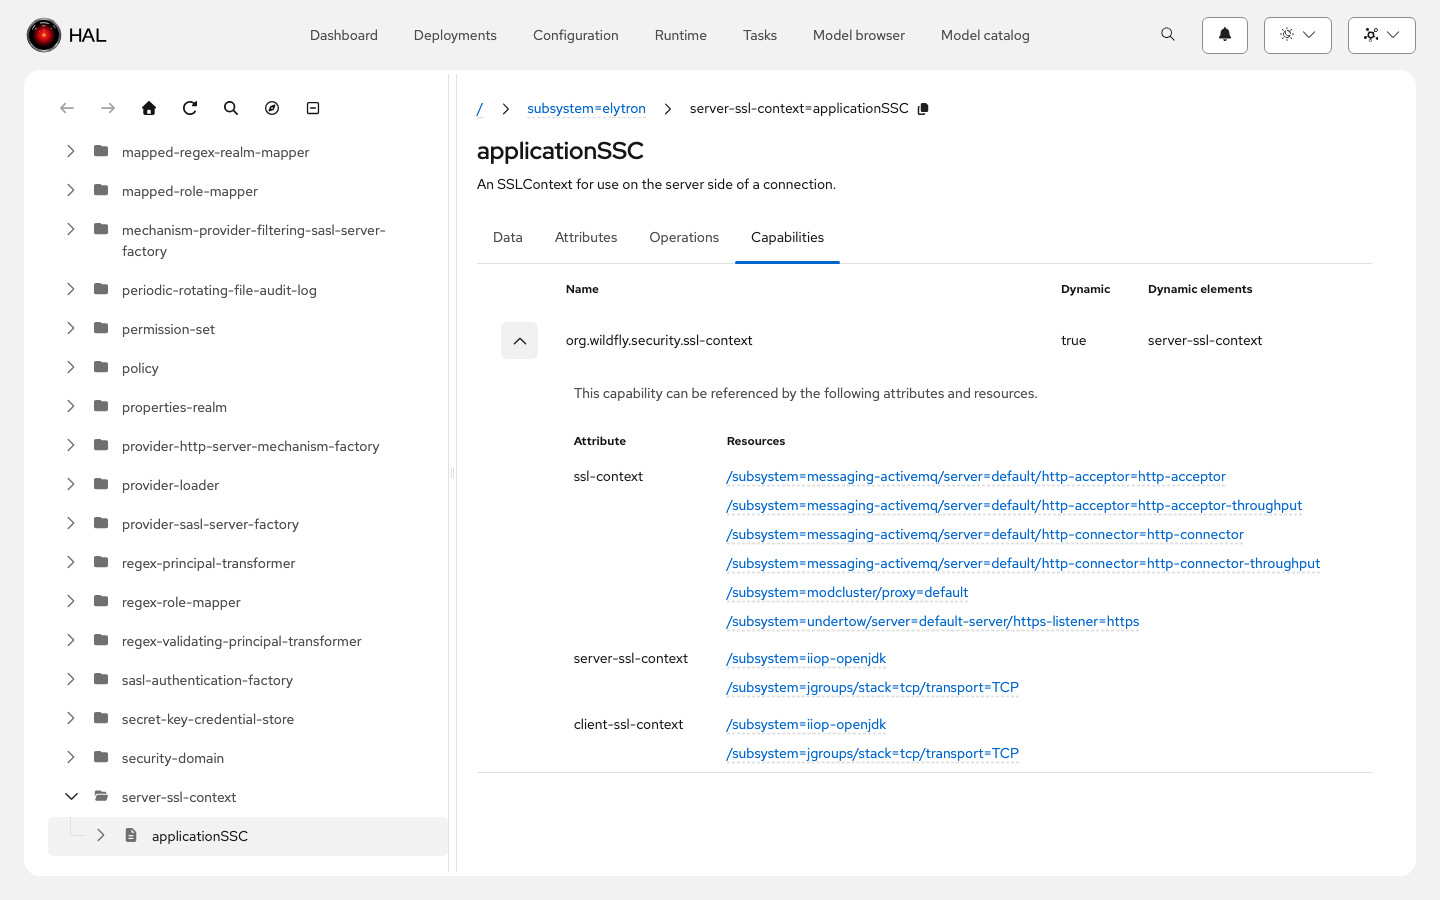 HAL
Dashboard
Deployments
Configuration
Runtime
Tasks
Model browser
Model catalog
mapped-regex-realm-mapper
mapped-role-mapper
mechanism-provider-filtering-sasl-server-
factory
periodic-rotating-file-audit-log
permission-set
policy
properties-realm
provider-http-server-mechanism-factory
provider-loader
provider-sasl-server-factory
regex-principal-transformer
regex-role-mapper
regex-validating-principal-transformer
sasl-authentication-factory
secret-key-credential-store
security-domain
server-ssl-context
applicationSSC
/ subsystem=elytron server-ssl-context=applicationSSC
applicationSSC
An SSLContext for use on the server side of a connection.
Data Attributes Operations Capabilities
Name Dynamic Dynamic elements
org.wildfly.security.ssl-context true server-ssl-context
This capability can be referenced by the following attributes and resources.
Attribute Resources
ssl-context /subsystem=messaging-activemq/server=default/http-acceptor=http-acceptor
/subsystem=messaging-activemq/server=default/http-acceptor=http-acceptor-throughput
/subsystem=messaging-activemq/server=default/http-connector=http-connector
/subsystem=messaging-activemq/server=default/http-connector=http-connector-throughput
/subsystem=modcluster/proxy=default
/subsystem=undertow/server=default-server/https-listener=https
server-ssl-context /subsystem=iiop-openjdk
/subsystem=jgroups/stack=tcp/transport=TCP
client-ssl-context /subsystem=iiop-openjdk
/subsystem=jgroups/stack=tcp/transport=TCP